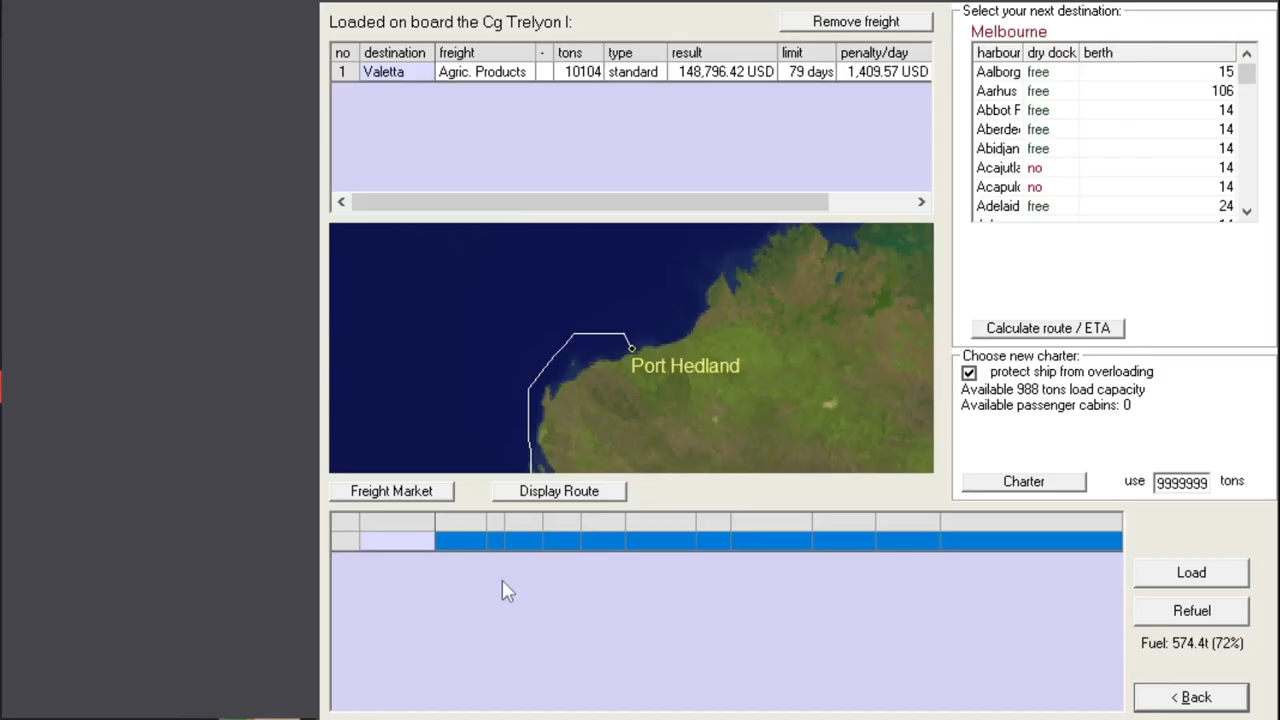 Loaded on board the Cg Trelyon I:
Remove freight
no destination freight - tons type result limit penalty/day
1 Valetta Agric. Products 10104 standard 148,796.42 USD 79 days 1,409.57 USD
Port Hedland
Freight Market
Display Route
Select your next destination:
Melbourne
harbour dry dock berth
Aalborg free 15
Aarhus free 106
Abbot P free 14
Aberdee free 14
Abidjan free 14
Acajutla no 14
Acapulc no 14
Adelaid free 24
Calculate route / ETA
Choose new charter:
protect ship from overloading
Available 988 tons load capacity
Available passenger cabins: 0
Charter use 9999999 tons
Load
Refuel
Fuel: 574.4t (72%)
< Back